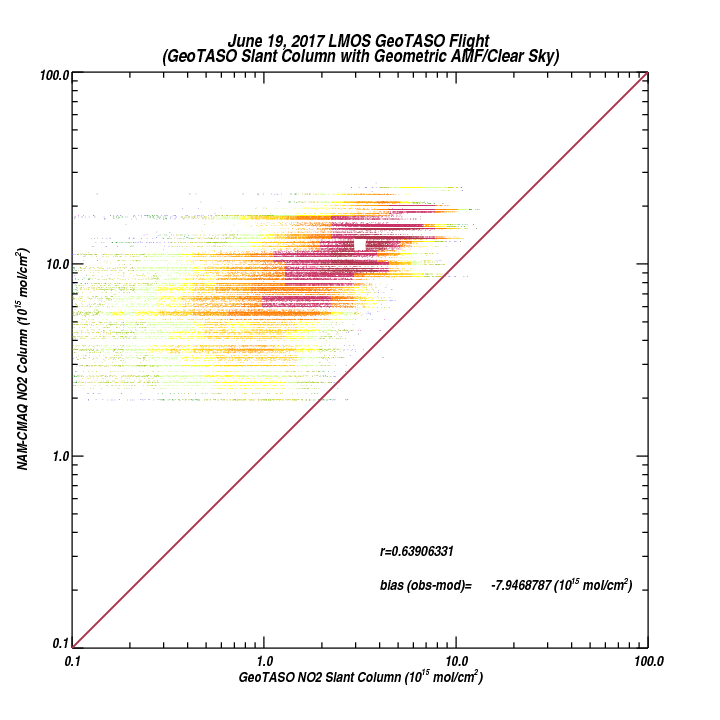 June 19, 2017 LMOS GeoTASO Flight
(GeoTASO Slant Column with Geometric AMF/Clear Sky)
100.0
10.0
1.0
0.1
NAM-CMAQ NO2 Column (10^15 mol/cm^2)
r=0.63906331
bias (obs-mod)= -7.9468787 (10^15 mol/cm^2)
0.1 1.0 10.0 100.0
GeoTASO NO2 Slant Column (10^15 mol/cm^2)